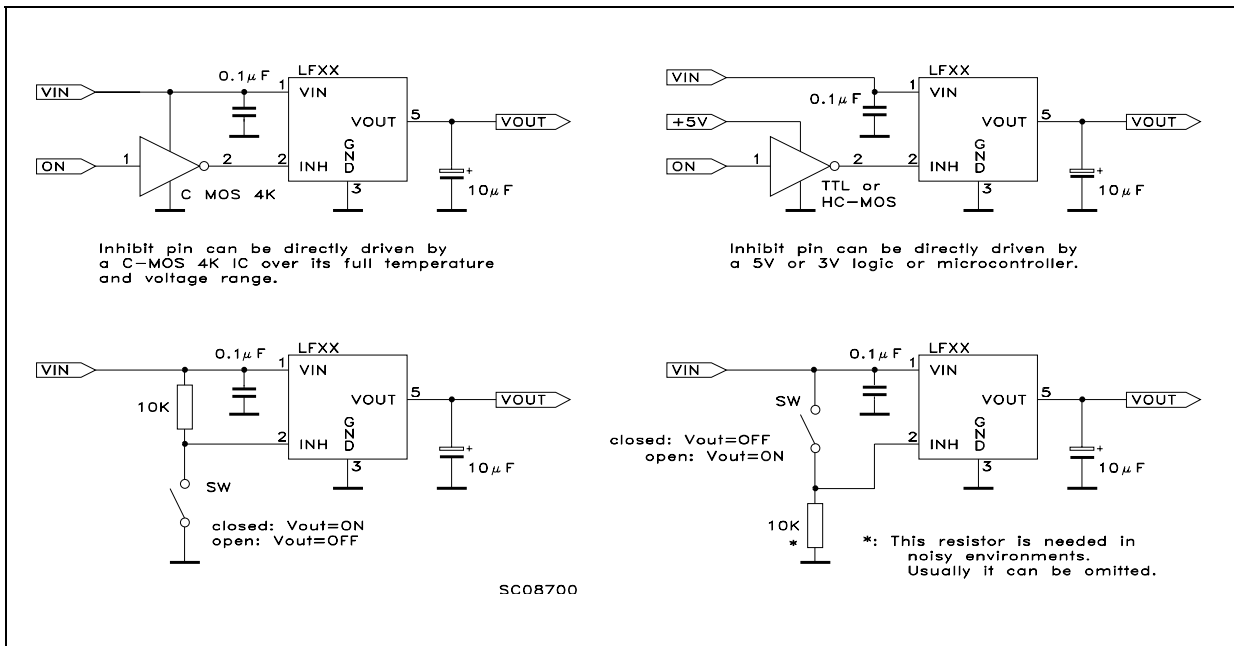 LFXX
0.1µF
VIN
1
VIN
5
VOUT
VOUT
G
N
D
ON
1
2
2
INH
3
+
10µF
C MOS 4K
Inhibit pin can be directly driven by
a C-MOS 4K IC over its full temperature
and voltage range.
LFXX
VIN
1
VIN
0.1µF
+5V
5
VOUT
VOUT
G
N
D
ON
1
2
2
INH
3
+
10µF
TTL or
HC-MOS
Inhibit pin can be directly driven by
a 5V or 3V logic or microcontroller.
LFXX
0.1µF
VIN
1
VIN
10K
5
VOUT
VOUT
G
N
D
2
INH
3
+
10µF
SW
closed: Vout=ON
open: Vout=OFF
LFXX
0.1µF
VIN
1
VIN
SW
5
VOUT
VOUT
G
N
D
closed: Vout=OFF
open: Vout=ON
2
INH
3
+
10µF
10K
*
*: This resistor is needed in
noisy environments.
Usually it can be omitted.
SC08700